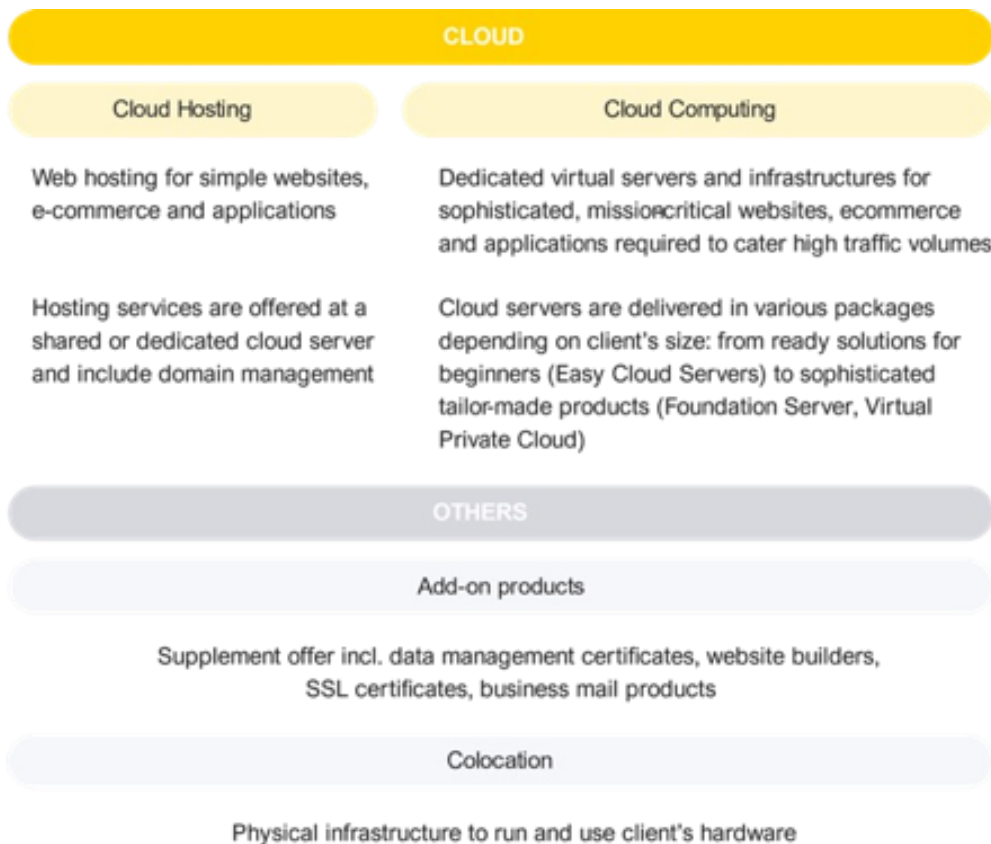 CLOUD
Cloud Hosting
Cloud Computing
Web hosting for simple websites,
e-commerce and applications
Dedicated virtual servers and infrastructures for
sophisticated, missioncritical websites, ecommerce
and applications required to cater high traffic volumes
Hosting services are offered at a
shared or dedicated cloud server
and include domain management
Cloud servers are delivered in various packages
depending on client's size: from ready solutions for
beginners (Easy Cloud Servers) to sophisticated
tailor-made products (Foundation Server, Virtual
Private Cloud)
OTHERS
Add-on products
Supplement offer incl. data management certificates, website builders,
SSL certificates, business mail products
Colocation
Physical infrastructure to run and use client's hardware